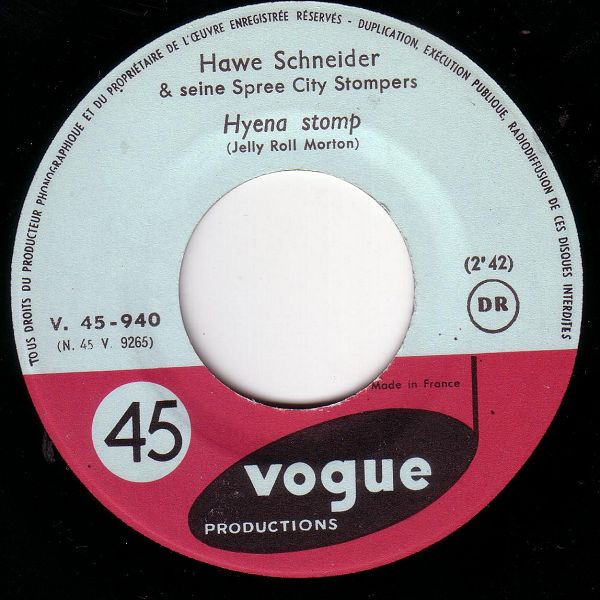 TOUS DROITS DU PRODUCTEUR PHONOGRAPHIQUE ET DU PROPRIÉTAIRE DE L'ŒUVRE ENREGISTRÉE RÉSERVÉS - DUPLICATION, EXÉCUTION PUBLIQUE, RADIODIFFUSION DE CES DISQUES INTERDITES
Hawe Schneider
& seine Spree City Stompers
Hyena stomp
(Jelly Roll Morton)
(2'42)
DR
V. 45-940
(N. 45 V. 9265)
Made in France
45
vogue
PRODUCTIONS